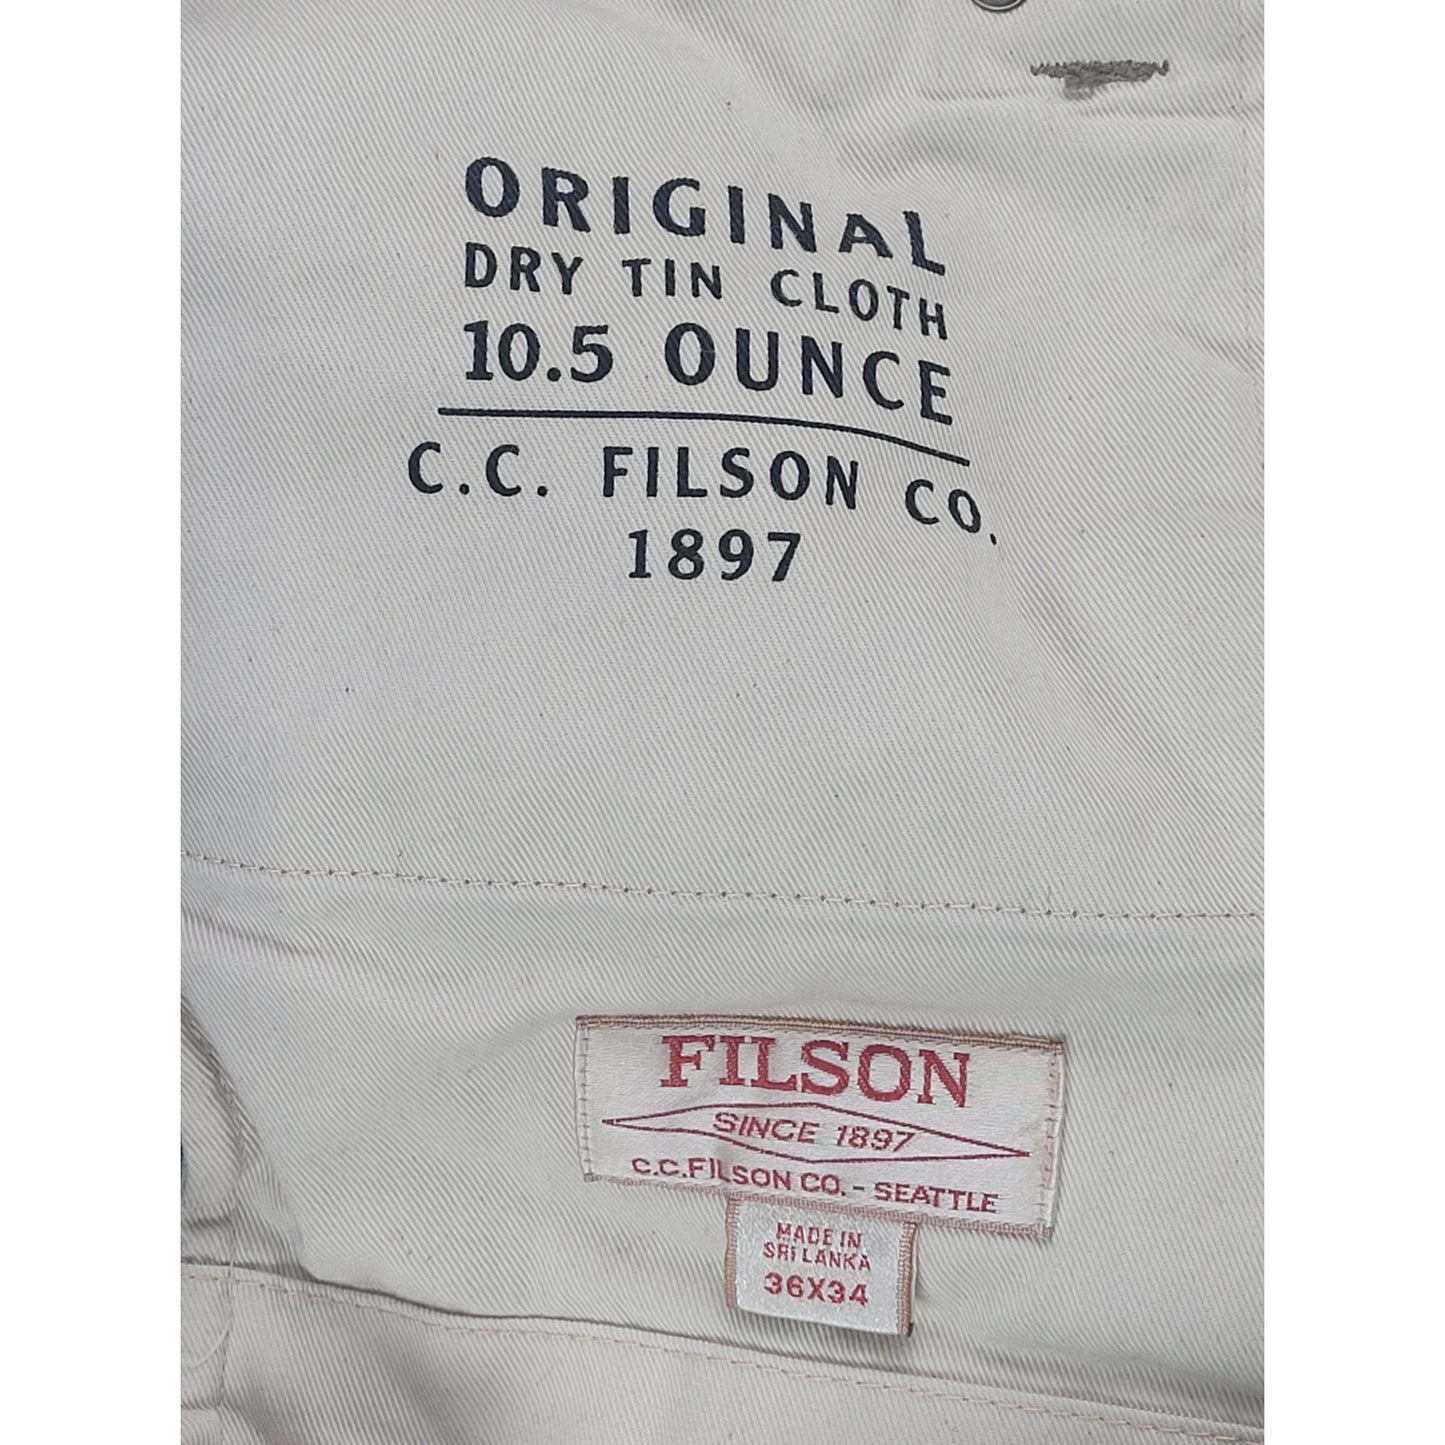 ORIGINAL
DRY TIN CLOTH
10.5 OUNCE
C.C. FILSON CO.
1897
FILSON
SINCE 1897
C.C.FILSON CO. - SEATTLE
MADE IN
SRI LANKA
36X34